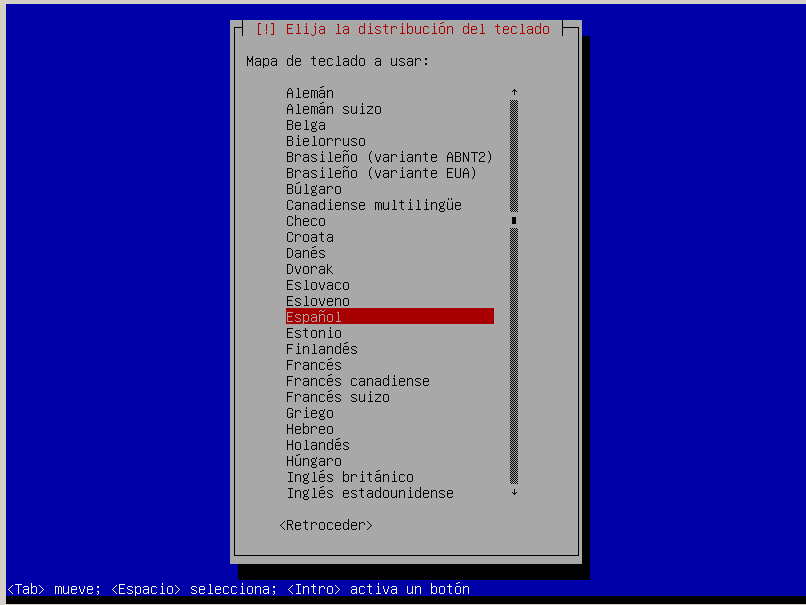 [!] Elija la distribución del teclado
Mapa de teclado a usar:
Alemán
Alemán suizo
Belga
Bielorruso
Brasileño (variante ABNT2)
Brasileño (variante EUA)
Búlgaro
Canadiense multilingüe
Checo
Croata
Danés
Dvorak
Eslovaco
Esloveno
Español
Estonio
Finlandés
Francés
Francés canadiense
Francés suizo
Griego
Hebreo
Holandés
Húngaro
Inglés británico
Inglés estadounidense
<Retroceder>
<Tab> mueve; <Espacio> selecciona; <Intro> activa un botón